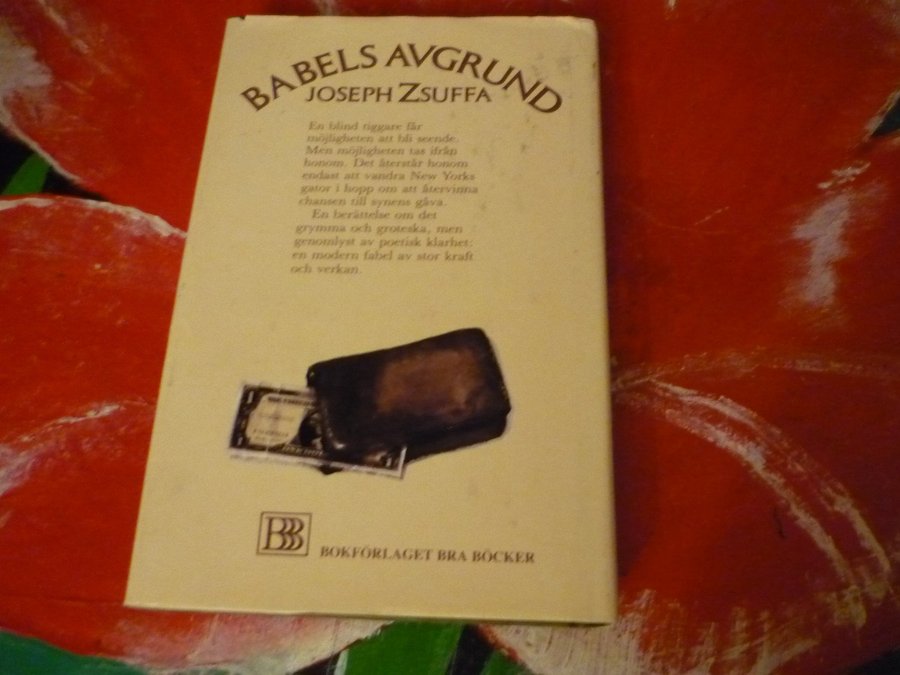 BABELS AVGRUND
JOSEPH ZSUFFA
En blind tiggare får
möjligheten att bli seende.
Men möjligheten tas ifrån
honom. Det återstår honom
endast att vandra New Yorks
gator i hopp om att återvinna
chansen till synens gåva.
En berättelse om det
grymma och groteska, men
genomlyst av poetisk klarhet:
en modern fabel av stor kraft
och verkan.
1
1
1
BBB
BOKFÖRLAGET BRA BÖCKER